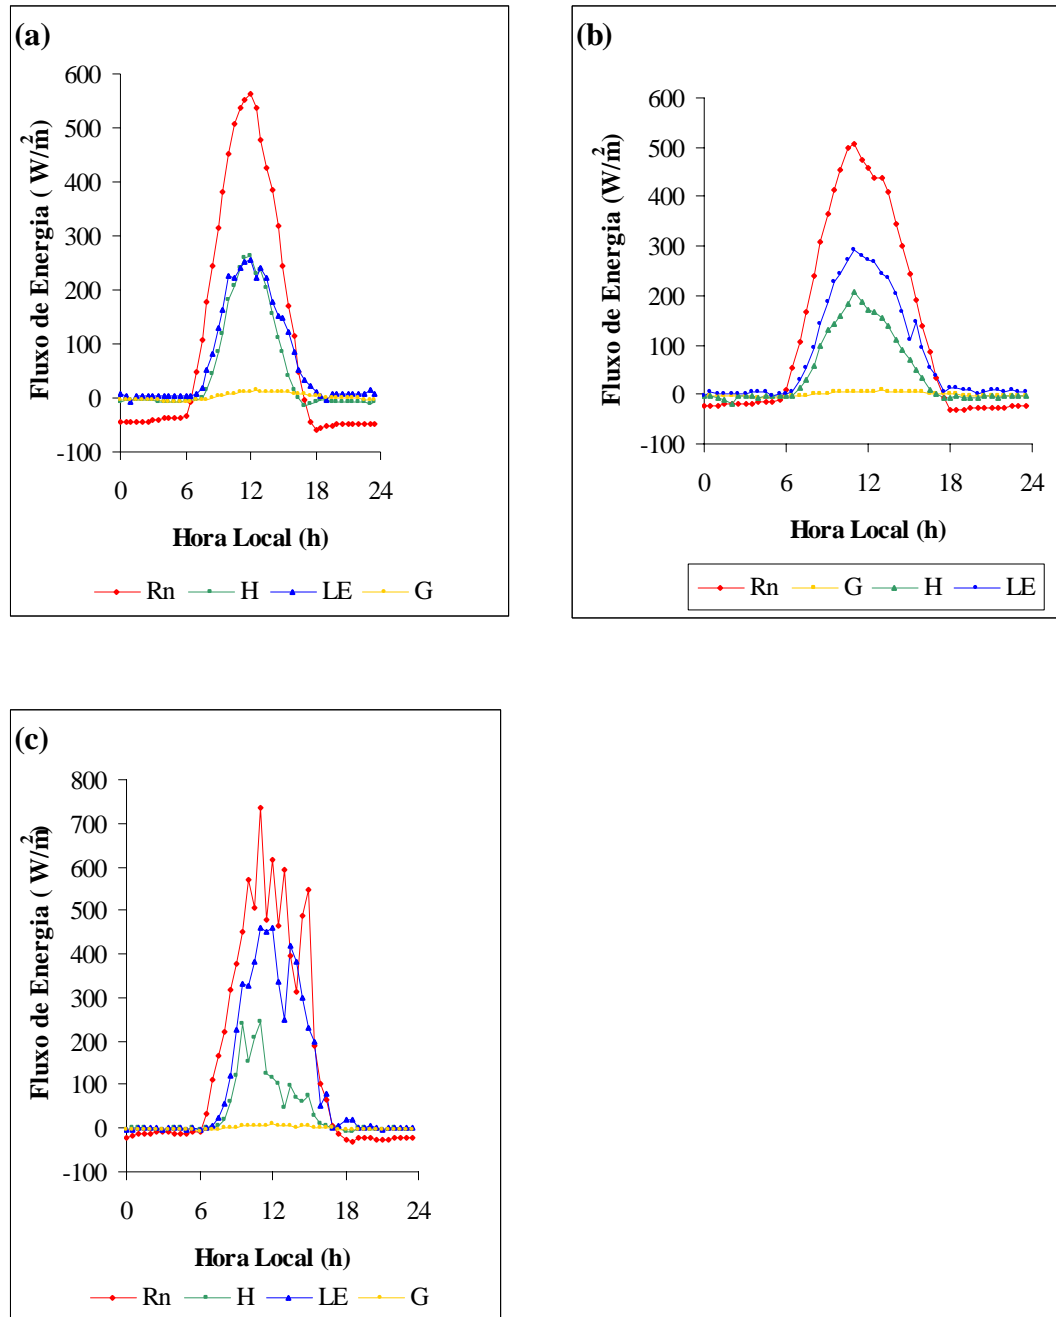 (a)
Fluxo de Energia ( W/m²)
600
500
400
300
200
100
0
-100
0 6 12 18 24
Hora Local (h)
Rn H LE G
(b)
Fluxo de Energia (W/m²)
600
500
400
300
200
100
0
-100
0 6 12 18 24
Hora Local (h)
Rn G H LE
(c)
Fluxo de Energia ( W/m²)
800
700
600
500
400
300
200
100
0
-100
0 6 12 18 24
Hora Local (h)
Rn H LE G